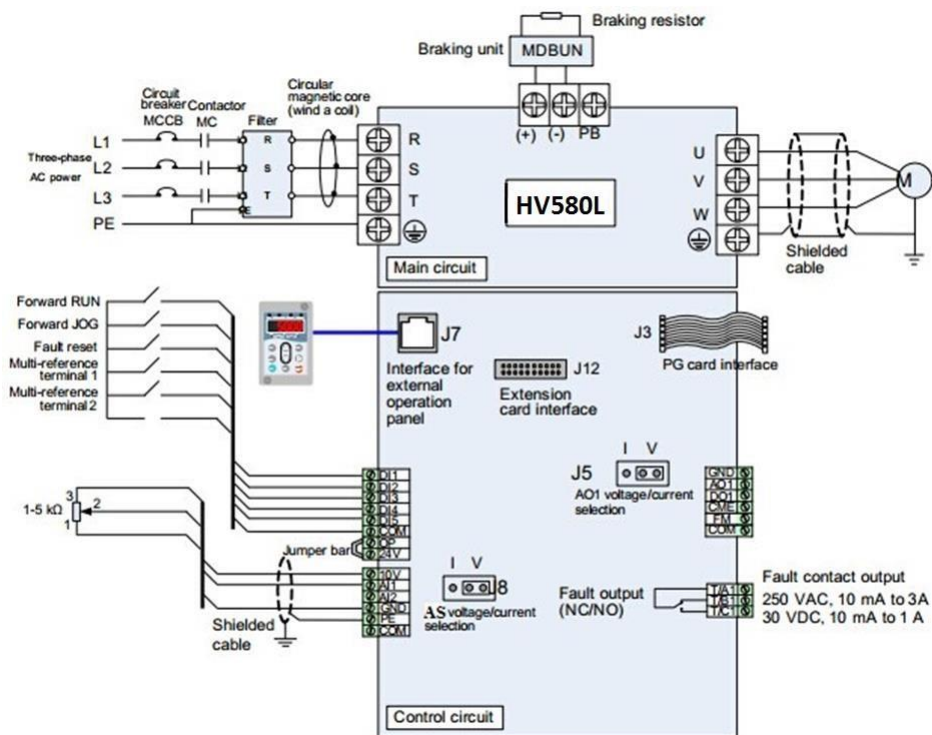 Braking resistor
Braking unit
MDBUN
Circuit breaker MCCB
Contactor MC
Filter
Circular magnetic core (wind a coil)
(+) (-) PB
L1
R
R
U
Three-phase AC power
L2
S
S
V
M
HV580L
L3
T
T
W
PE
PE
Main circuit
Shielded cable
Forward RUN
Forward JOG
Fault reset
Multi-reference terminal 1
Multi-reference terminal 2
J7
Interface for external operation panel
J12
Extension card interface
J3
PG card interface
DI1
DI2
DI3
DI4
DI5
COM
OP
24V
Jumper bar
I V
J5
AO1 voltage/current selection
GND
AO1
DO1
CME
FM
COM
1-5 kΩ
3
2
1
10V
AI1
AI2
GND
PE
COM
I V
J8
AS voltage/current selection
Shielded cable
Fault output (NC/NO)
T/A1
T/B1
T/C1
Fault contact output
250 VAC, 10 mA to 3A
30 VDC, 10 mA to 1 A
Control circuit